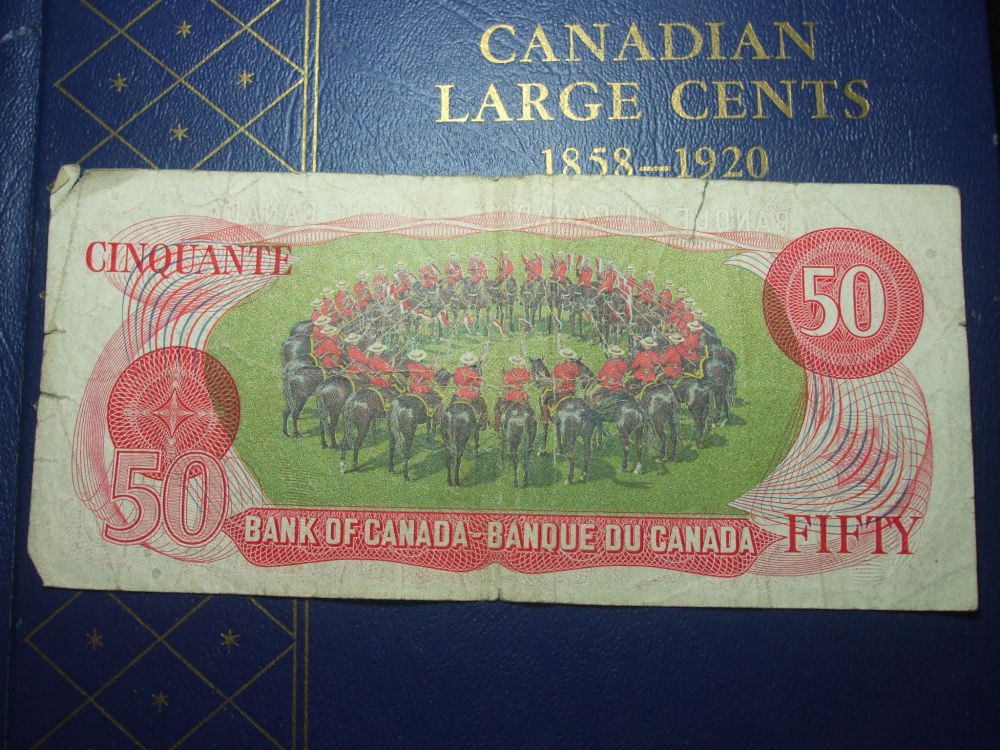 CANADIAN
LARGE CENTS
1858–1920
CINQUANTE
50
50
BANK OF CANADA-BANQUE DU CANADA
FIFTY